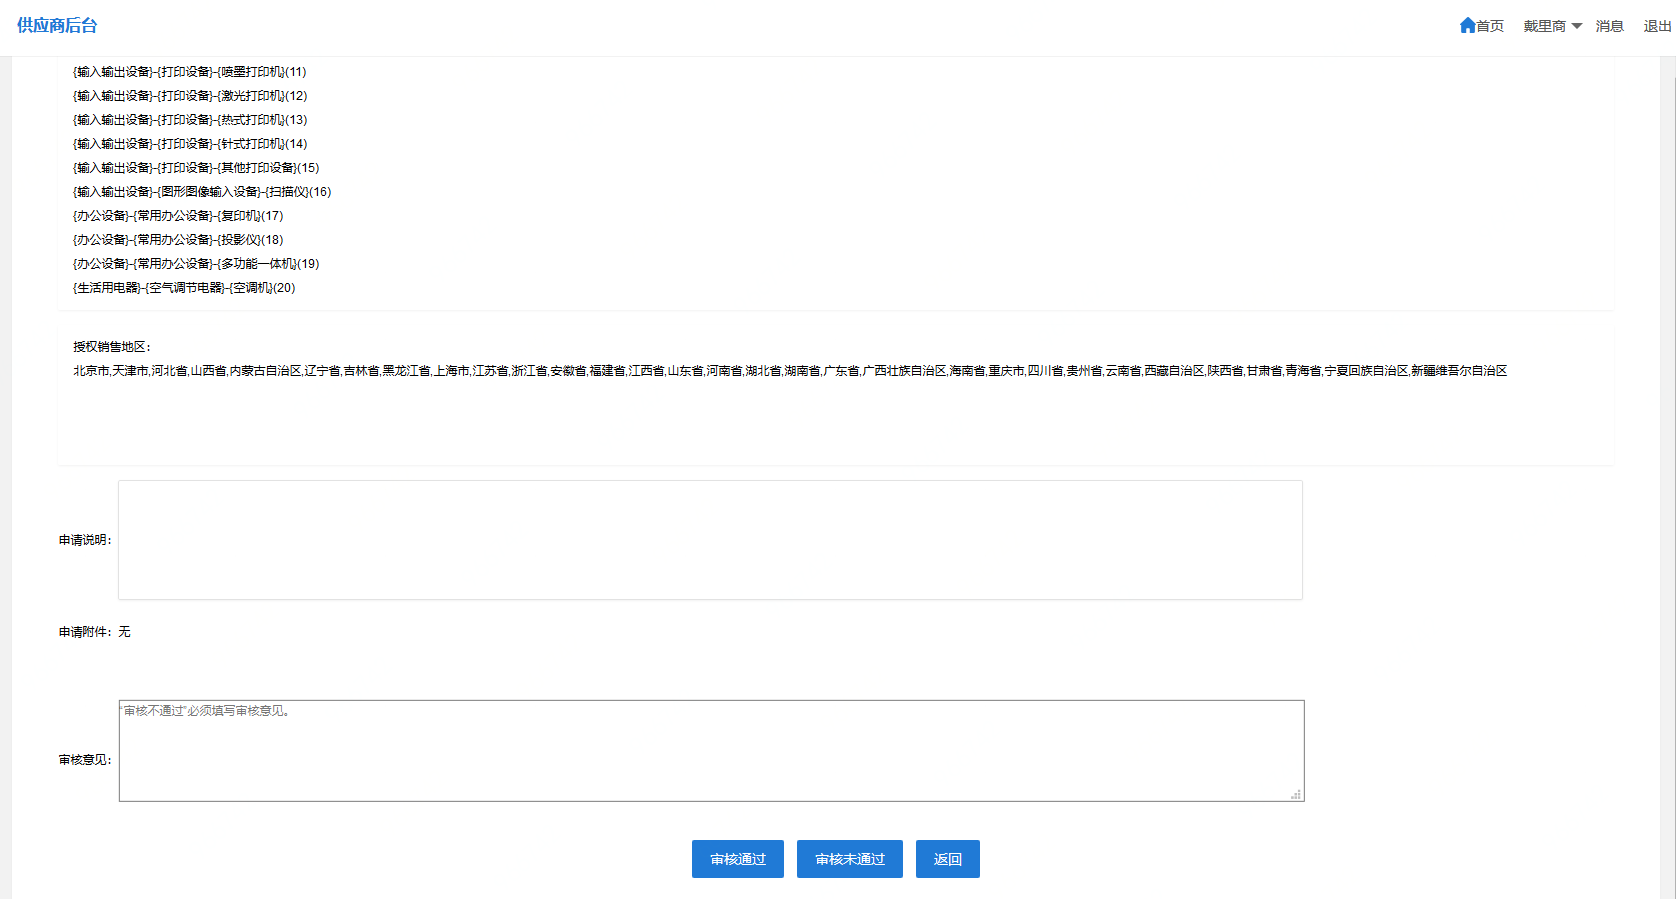 供应商后台
首页 戴里商 消息 退出
{输入输出设备}-{打印设备}-{喷墨打印机}(11)
{输入输出设备}-{打印设备}-{激光打印机}(12)
{输入输出设备}-{打印设备}-{热式打印机}(13)
{输入输出设备}-{打印设备}-{针式打印机}(14)
{输入输出设备}-{打印设备}-{其他打印设备}(15)
{输入输出设备}-{图形图像输入设备}-{扫描仪}(16)
{办公设备}-{常用办公设备}-{复印机}(17)
{办公设备}-{常用办公设备}-{投影仪}(18)
{办公设备}-{常用办公设备}-{多功能一体机}(19)
{生活用电器}-{空气调节电器}-{空调机}(20)
授权销售地区：
北京市,天津市,河北省,山西省,内蒙古自治区,辽宁省,吉林省,黑龙江省,上海市,江苏省,浙江省,安徽省,福建省,江西省,山东省,河南省,湖北省,湖南省,广东省,广西壮族自治区,海南省,重庆市,四川省,贵州省,云南省,西藏自治区,陕西省,甘肃省,青海省,宁夏回族自治区,新疆维吾尔自治区
申请说明：
申请附件：无
“审核不通过”必须填写审核意见。
审核意见：
审核通过 审核未通过 返回